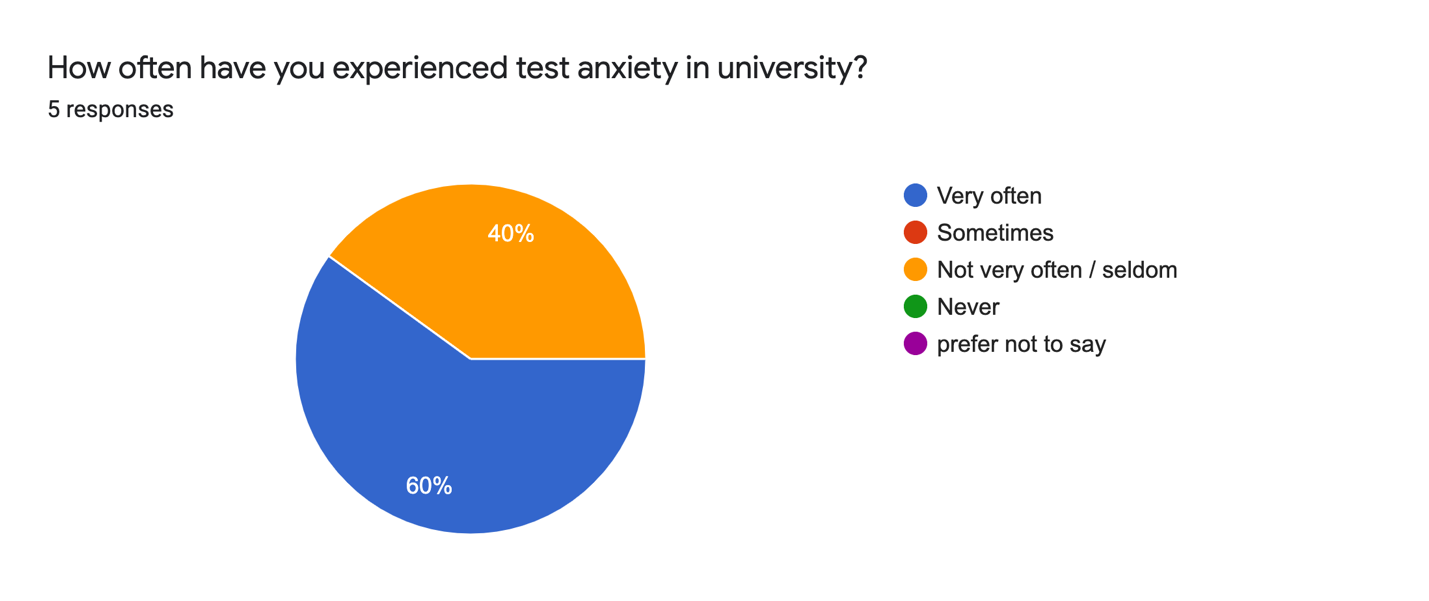 How often have you experienced test anxiety in university?
5 responses
40%
60%
Very often
Sometimes
Not very often / seldom
Never
prefer not to say